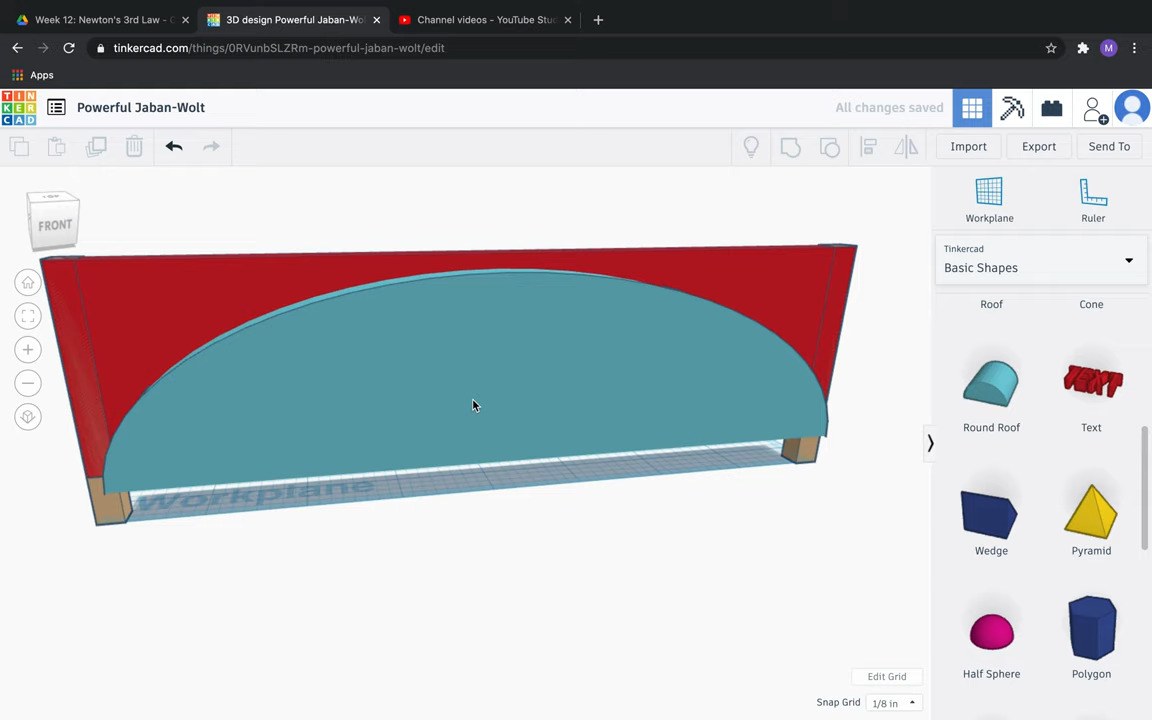 Week 12: Newton's 3rd Law -
3D design Powerful Jaban-Wo
Channel videos - YouTube Stu
tinkercad.com/things/0RVunbSLZRm-powerful-jaban-wolt/edit
M
Apps
TIN
KER
CAD
Powerful Jaban-Wolt
All changes saved
Import
Export
Send To
FRONT
Workplane
Ruler
Tinkercad
Basic Shapes
Roof
Cone
TEXT
Round Roof
Text
Workplane
Wedge
Pyramid
Half Sphere
Polygon
Edit Grid
Snap Grid
1/8 in